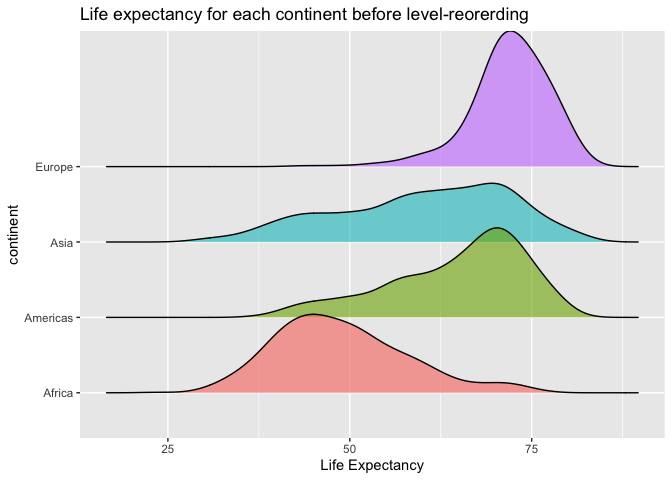 Life expectancy for each continent before level-reorerding
continent
Europe
Asia
Americas
Africa
25 50 75
Life Expectancy